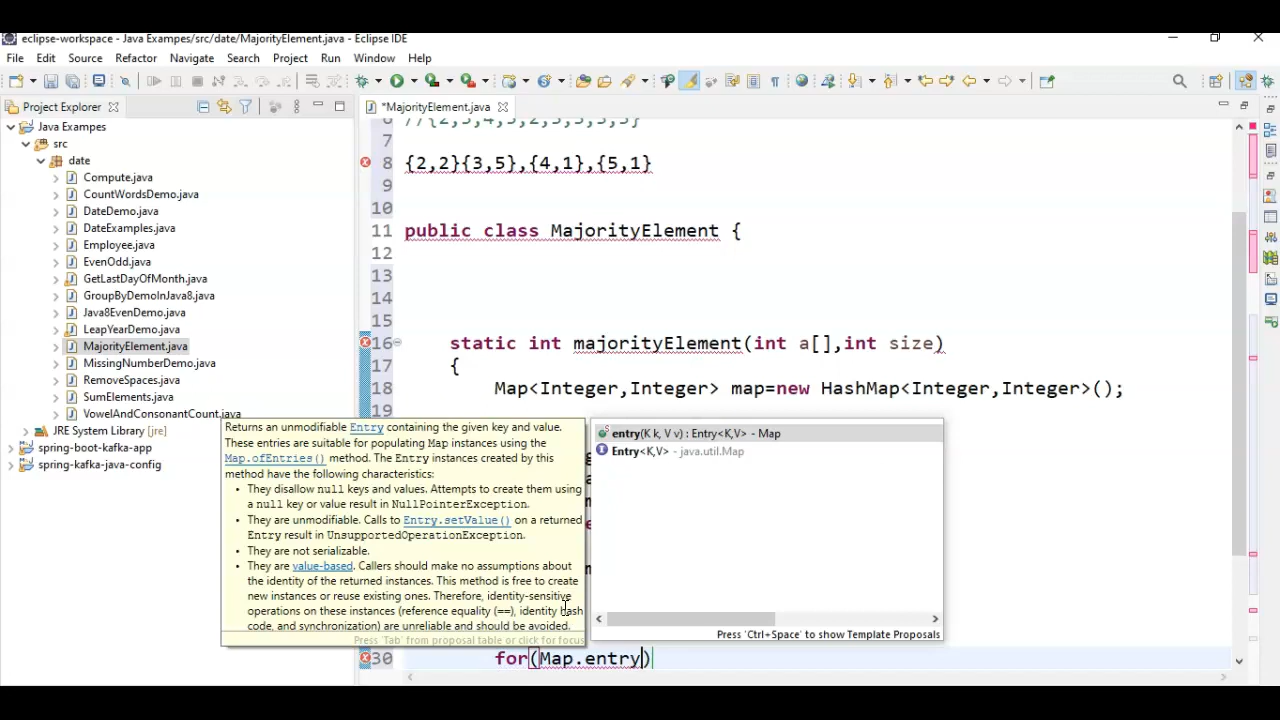 eclipse-workspace - Java Exampes/src/date/MajorityElement.java - Eclipse IDE
File Edit Source Refactor Navigate Search Project Run Window Help
Project Explorer
*MajorityElement.java
Java Exampes
src
date
Compute.java
CountWordsDemo.java
DateDemo.java
DateExamples.java
Employee.java
EvenOdd.java
GetLastDayOfMonth.java
GroupByDemoInJava8.java
Java8EvenDemo.java
LeapYearDemo.java
MajorityElement.java
MissingNumberDemo.java
RemoveSpaces.java
SumElements.java
VowelAndConsonantCount.java
JRE System Library [jre]
spring-boot-kafka-app
spring-kafka-java-config
7
8 {2,2}{3,5},{4,1},{5,1}
9
10
11 public class MajorityElement {
12
13
14
15
16 static int majorityElement(int a[],int size)
17 {
18 Map<Integer,Integer> map=new HashMap<Integer,Integer>();
19
Returns an unmodifiable Entry containing the given key and value.
These entries are suitable for populating Map instances using the
Map.ofEntries() method. The Entry instances created by this
method have the following characteristics:
• They disallow null keys and values. Attempts to create them using
a null key or value result in NullPointerException.
• They are unmodifiable. Calls to Entry.setValue() on a returned
Entry result in UnsupportedOperationException.
• They are not serializable.
• They are value-based. Callers should make no assumptions about
the identity of the returned instances. This method is free to create
new instances or reuse existing ones. Therefore, identity-sensitive
operations on these instances (reference equality (==), identity hash
code, and synchronization) are unreliable and should be avoided.
Press 'Tab' from proposal table or click for focus
entry(K k, V v) : Entry<K,V> - Map
Entry<K,V> - java.util.Map
Press 'Ctrl+Space' to show Template Proposals
30 for(Map.entry)